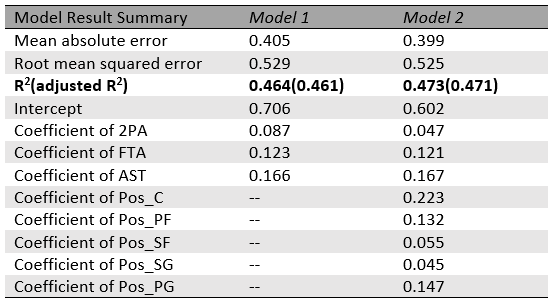 Model Result Summary Model 1 Model 2
Mean absolute error 0.405 0.399
Root mean squared error 0.529 0.525
R²(adjusted R²) 0.464(0.461) 0.473(0.471)
Intercept 0.706 0.602
Coefficient of 2PA 0.087 0.047
Coefficient of FTA 0.123 0.121
Coefficient of AST 0.166 0.167
Coefficient of Pos_C -- 0.223
Coefficient of Pos_PF -- 0.132
Coefficient of Pos_SF -- 0.055
Coefficient of Pos_SG -- 0.045
Coefficient of Pos_PG -- 0.147